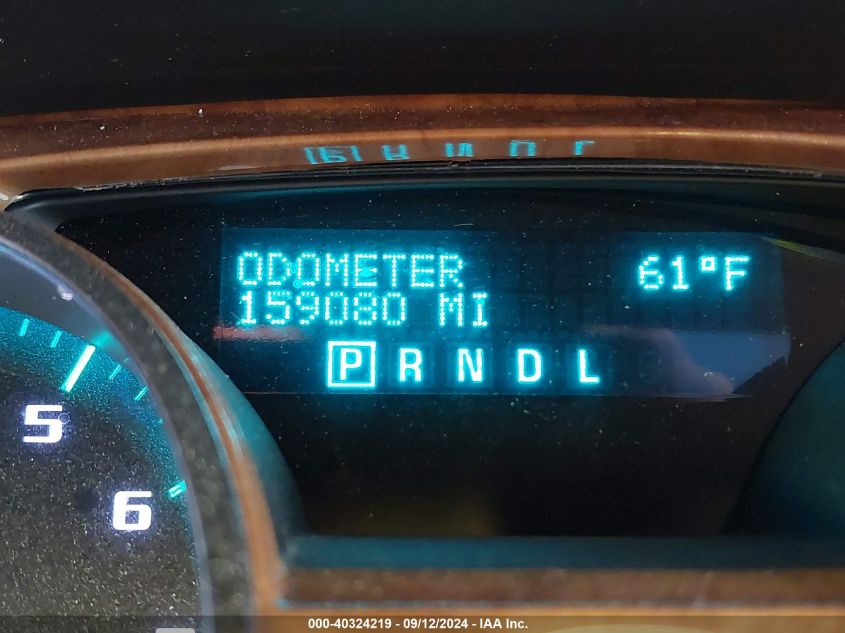 ODOMETER 61°F
159080 MI
P R N D L
5
6
000-40324219 - 09/12/2024 - IAA Inc.